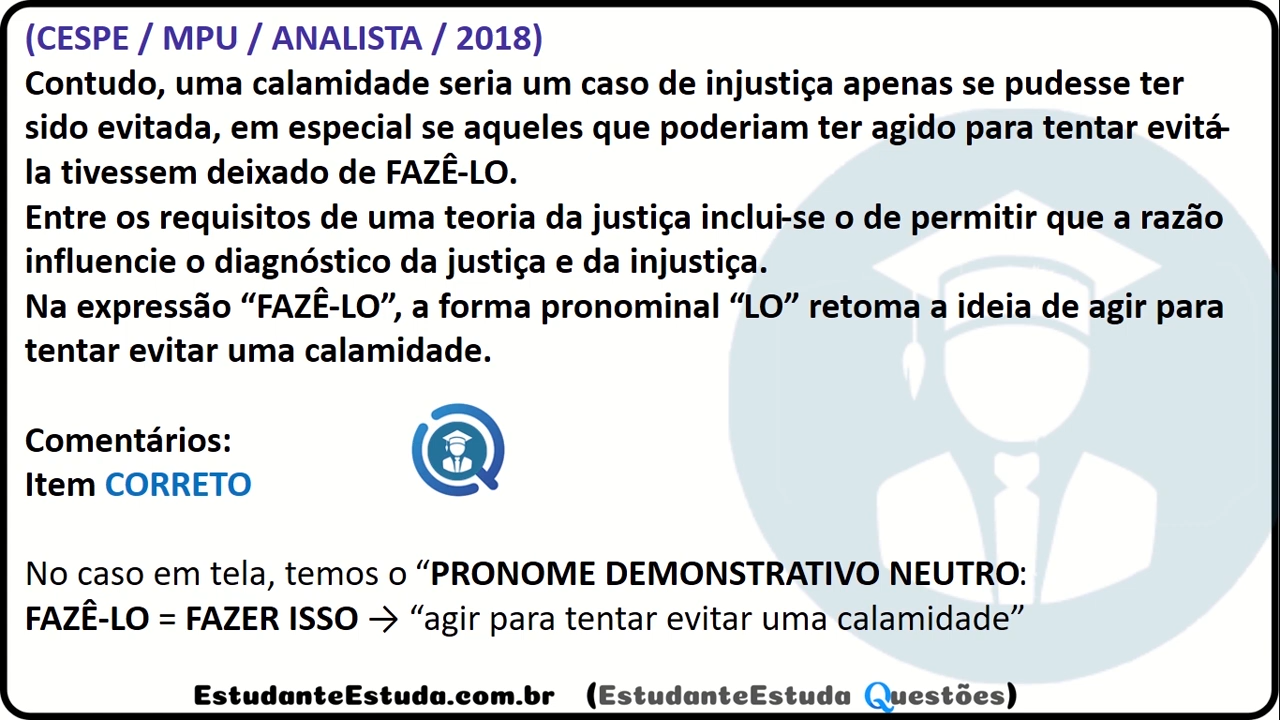 (CESPE / MPU / ANALISTA / 2018)
Contudo, uma calamidade seria um caso de injustiça apenas se pudesse ter
sido evitada, em especial se aqueles que poderiam ter agido para tentar evitá-
la tivessem deixado de FAZÊ-LO.
Entre os requisitos de uma teoria da justiça inclui-se o de permitir que a razão
influencie o diagnóstico da justiça e da injustiça.
Na expressão “FAZÊ-LO”, a forma pronominal “LO” retoma a ideia de agir para
tentar evitar uma calamidade.
Comentários:
Item CORRETO
No caso em tela, temos o “PRONOME DEMONSTRATIVO NEUTRO:
FAZÊ-LO = FAZER ISSO → “agir para tentar evitar uma calamidade”
EstudanteEstuda.com.br (EstudanteEstuda Questões)